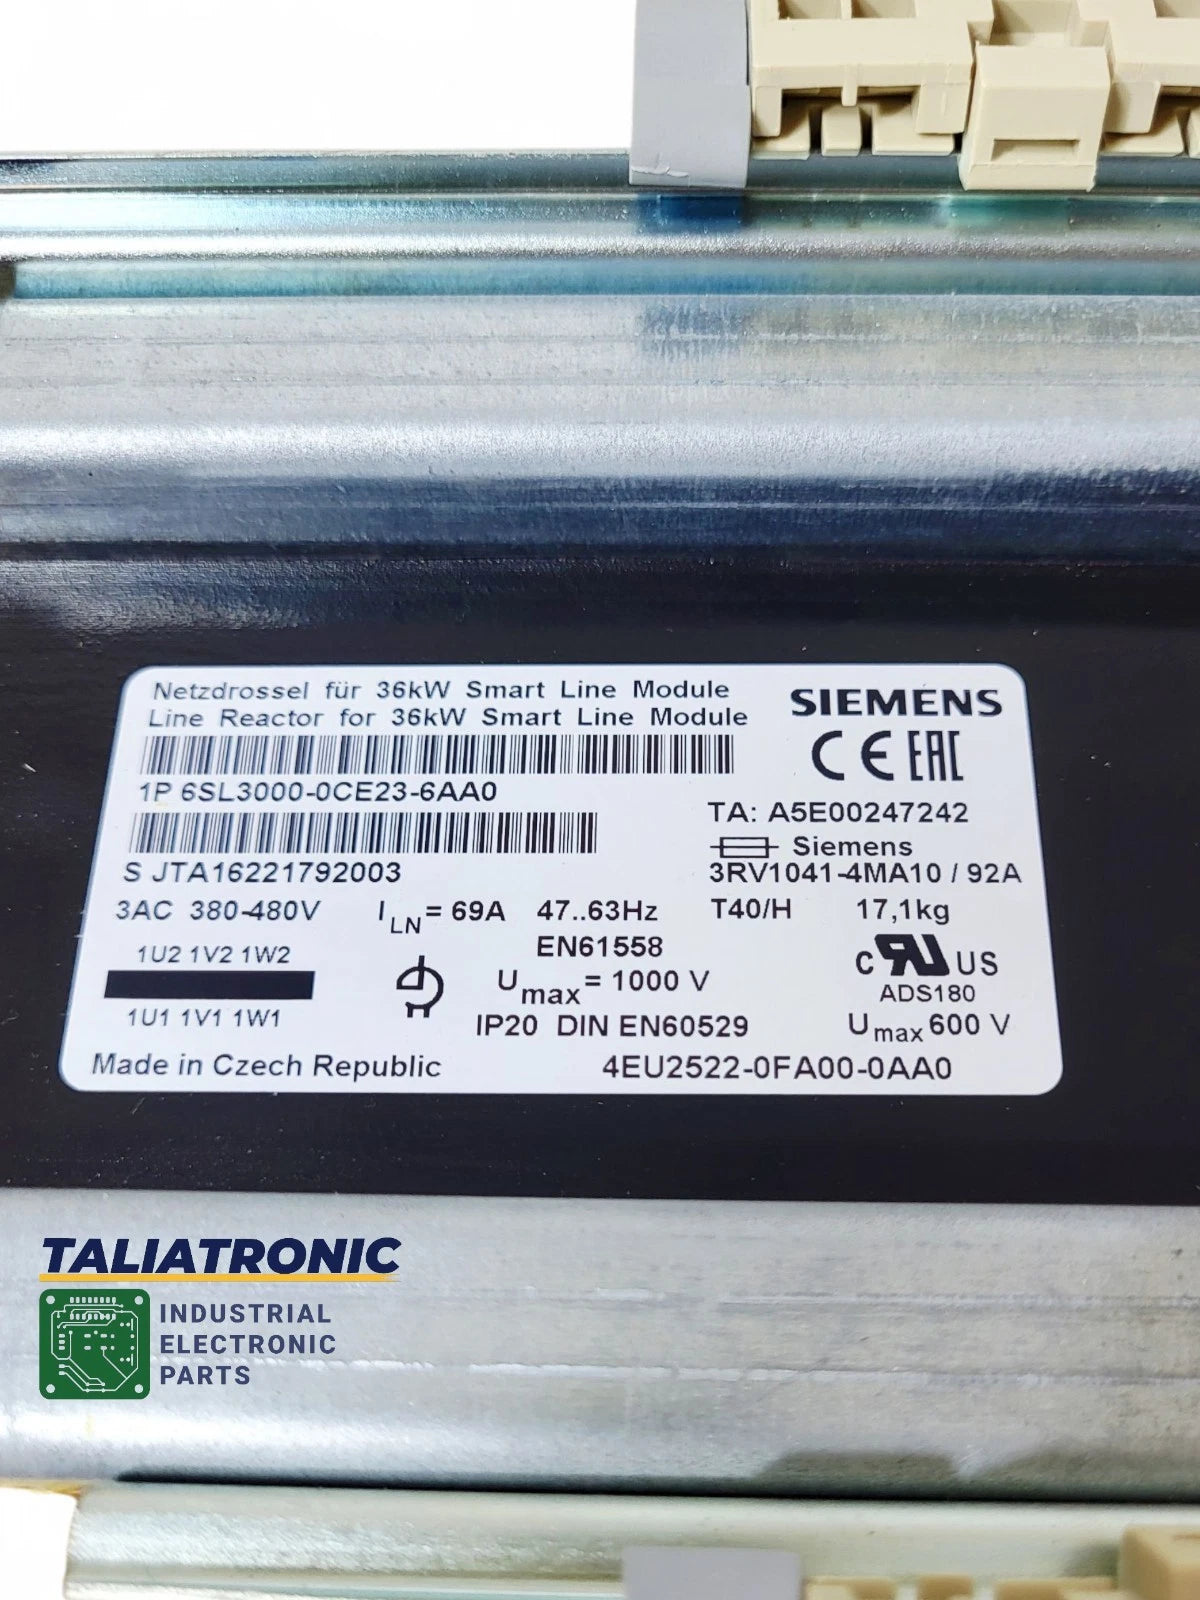 Netzdrossel für 36kW Smart Line Module
Line Reactor for 36kW Smart Line Module
SIEMENS
CE EAC
1P 6SL3000-0CE23-6AA0
TA: A5E00247242
Siemens
S JTA16221792003
3RV1041-4MA10 / 92A
3AC 380-480V
ILN = 69A
47..63Hz
T40/H
17,1kg
1U2 1V2 1W2
EN61558
Umax = 1000 V
cRUus
ADS180
1U1 1V1 1W1
IP20 DIN EN60529
Umax 600 V
Made in Czech Republic
4EU2522-0FA00-0AA0
TALIATRONIC
INDUSTRIAL
ELECTRONIC
PARTS